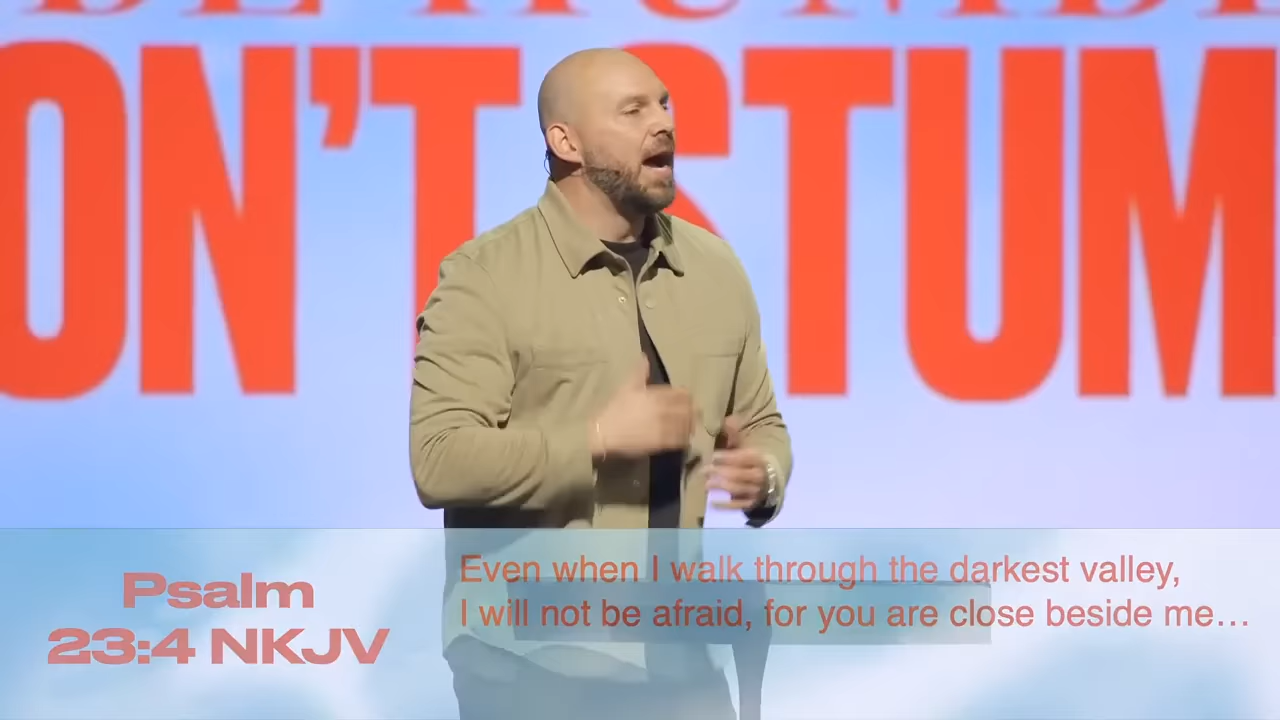 ON'T STUM
Psalm
23:4 NKJV
Even when I walk through the darkest valley,
I will not be afraid, for you are close beside me…